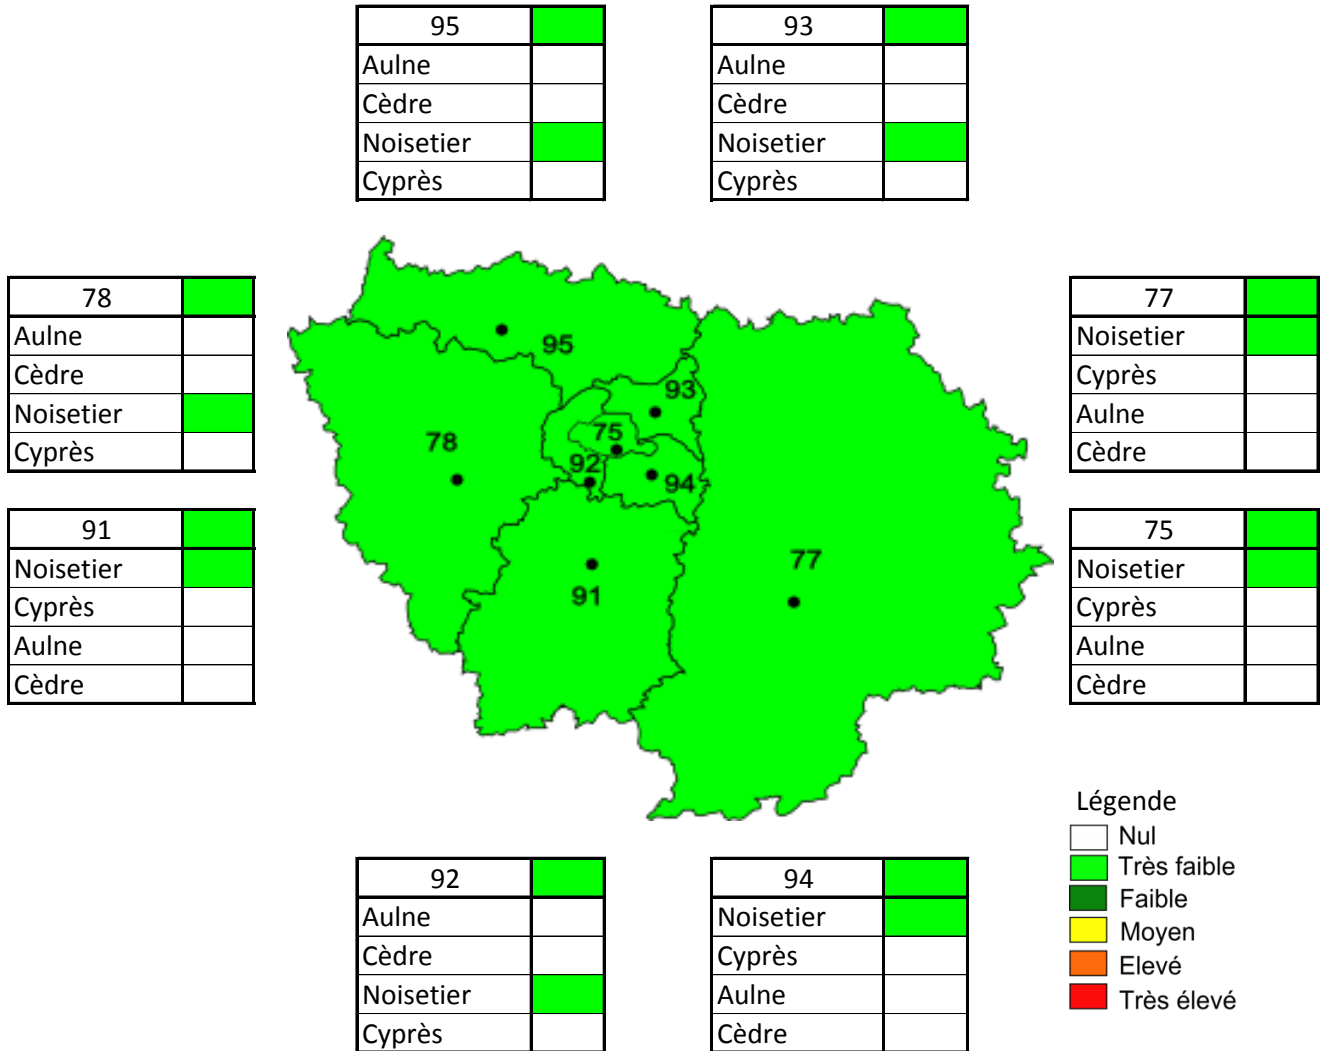 95
Aulne
Cèdre
Noisetier
Cyprès
93
Aulne
Cèdre
Noisetier
Cyprès
78
Aulne
Cèdre
Noisetier
Cyprès
91
Noisetier
Cyprès
Aulne
Cèdre
95
93
75
78
92
94
77
91
77
Noisetier
Cyprès
Aulne
Cèdre
75
Noisetier
Cyprès
Aulne
Cèdre
92
Aulne
Cèdre
Noisetier
Cyprès
94
Noisetier
Cyprès
Aulne
Cèdre
Légende
Nul
Très faible
Faible
Moyen
Elevé
Très élevé